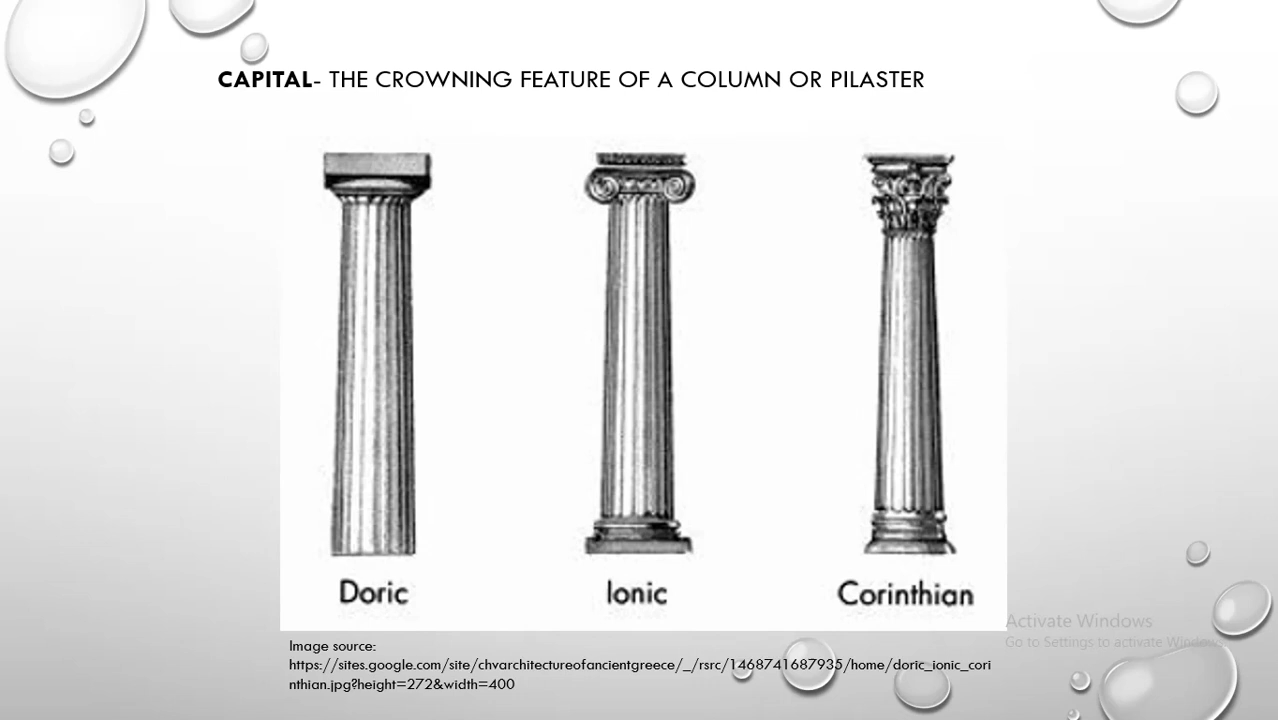 CAPITAL- THE CROWNING FEATURE OF A COLUMN OR PILASTER
Doric
Ionic
Corinthian
Activate Windows
Go to Settings to activate Windows.
Image source:
https://sites.google.com/site/chvarchitectureofancientgreece/_/rsrc/1468741687935/home/doric_ionic_cori
nthian.jpg?height=272&width=400